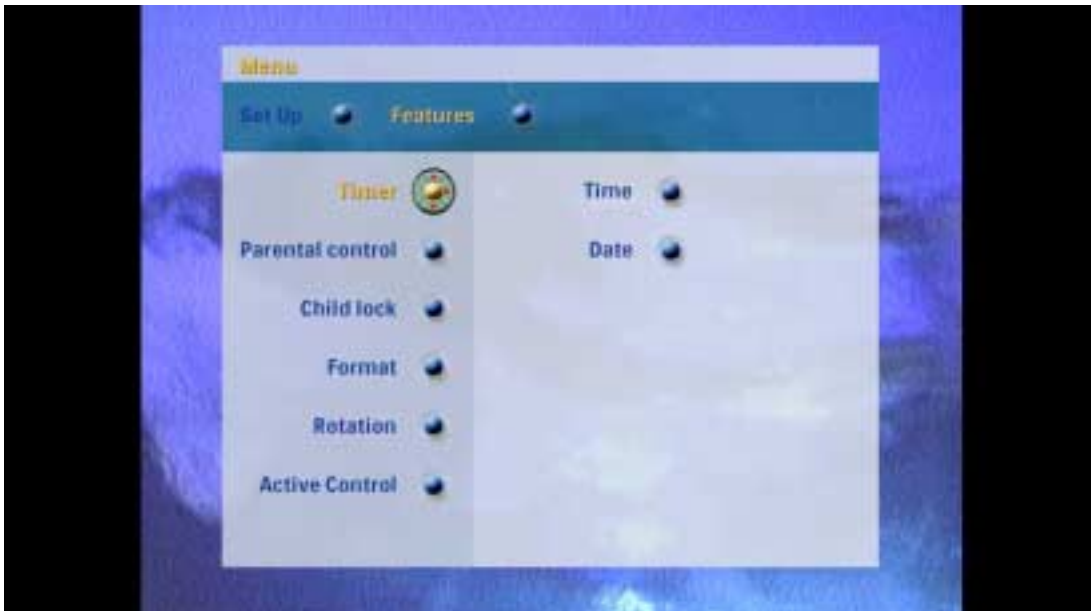 Menu
Set Up Features
Timer Time
Parental control Date
Child lock
Format
Rotation
Active Control